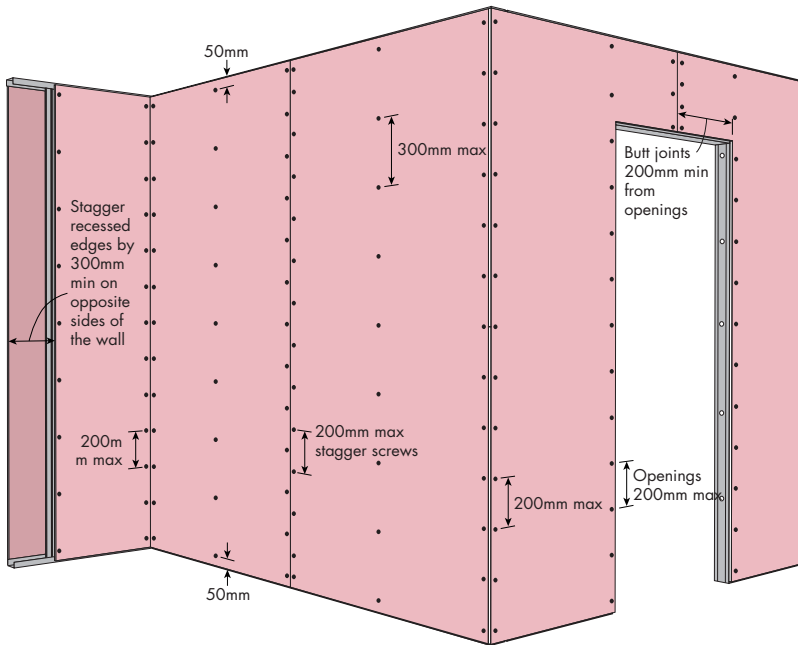 50mm
300mm max
Butt joints
200mm min
from
openings
Stagger
recessed
edges by
300mm
min on
opposite
sides of
the wall
200m
m max
200mm max
stagger screws
200mm max
Openings
200mm max
50mm